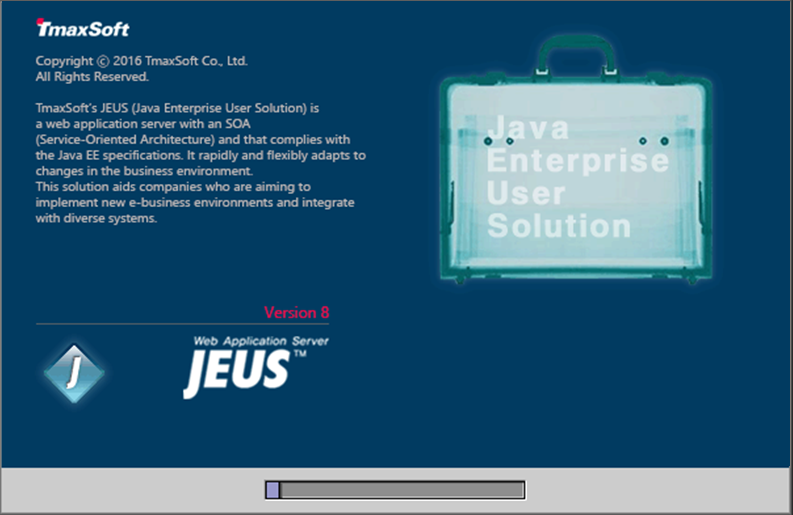 TmaxSoft
Copyright ⓒ 2016 TmaxSoft Co., Ltd.
All Rights Reserved.
TmaxSoft's JEUS (Java Enterprise User Solution) is
a web application server with an SOA
(Service-Oriented Architecture) and that complies with
the Java EE specifications. It rapidly and flexibly adapts to
changes in the business environment.
This solution aids companies who are aiming to
implement new e-business environments and integrate
with diverse systems.
Java
Enterprise
User
Solution
Version 8
Web Application Server
J
JEUS™